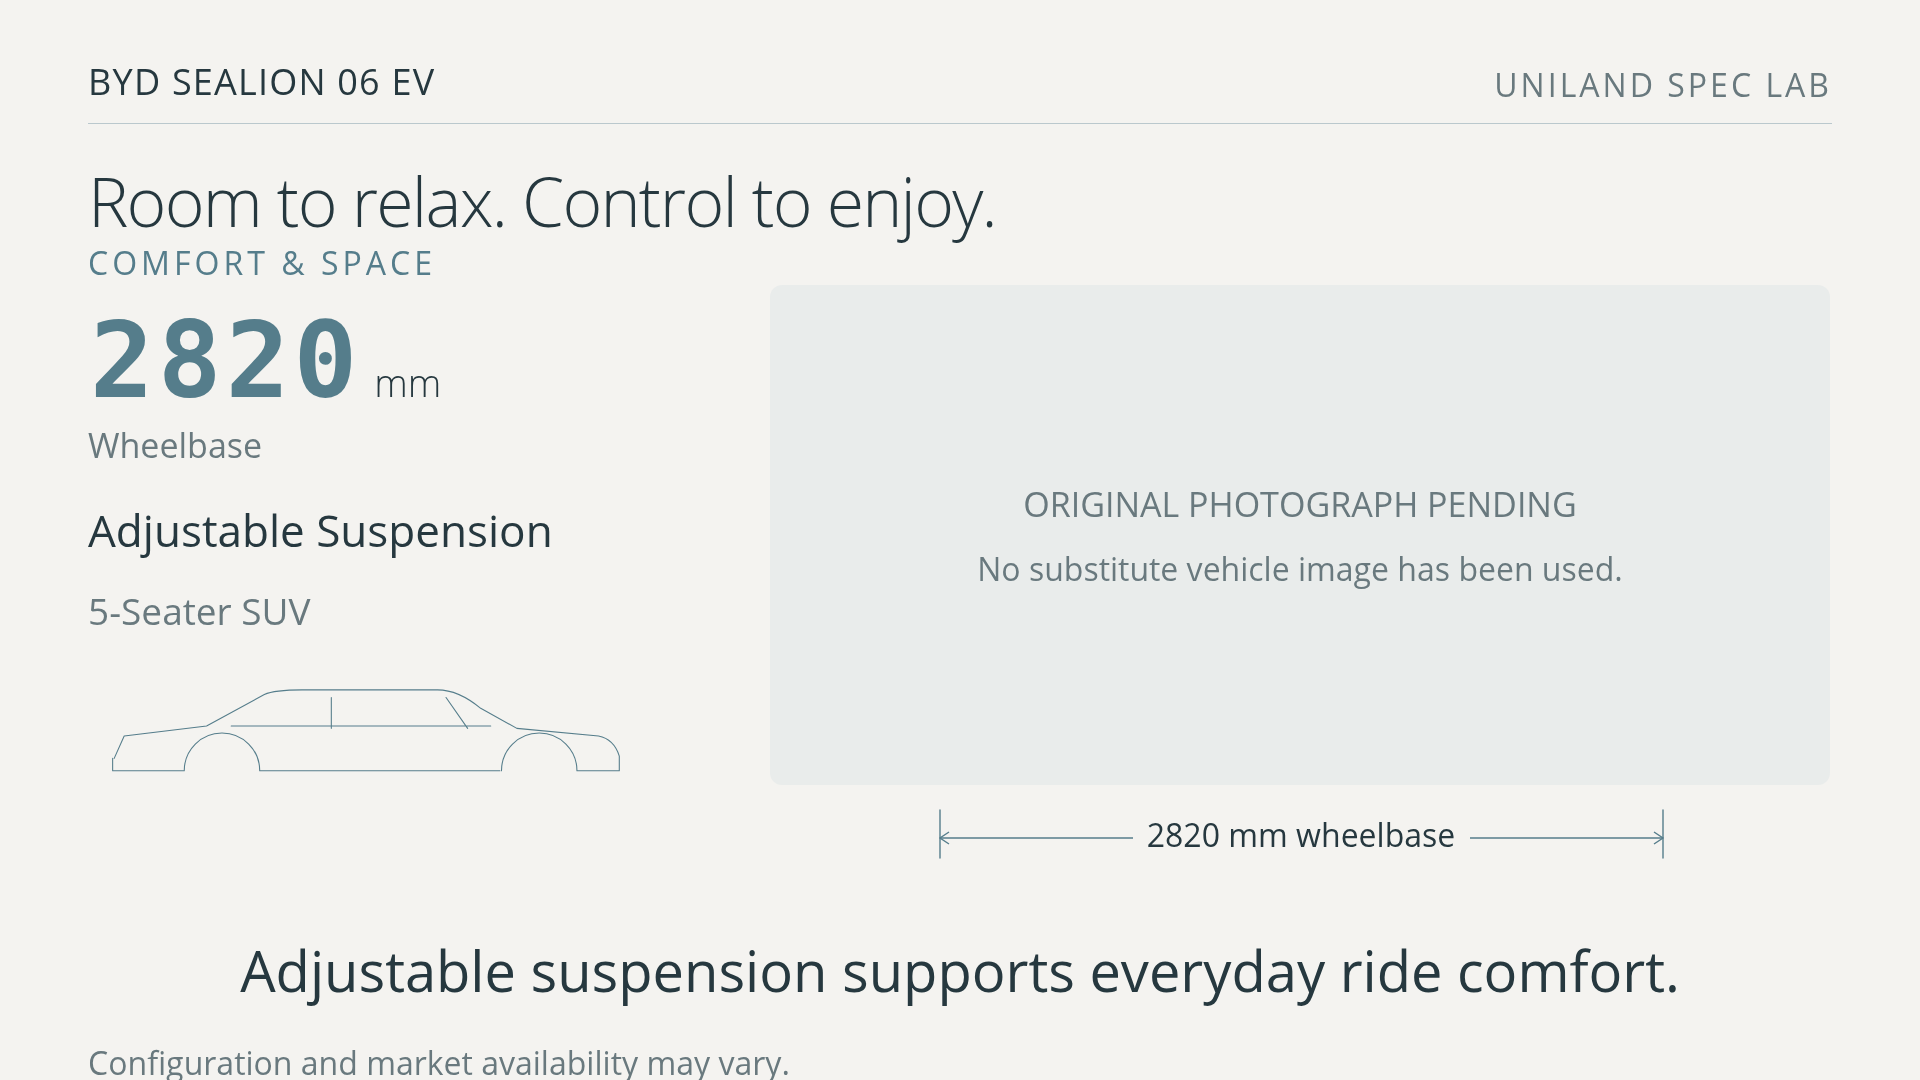 BYD SEALION 06 EV
UNILAND SPEC LAB
Room to relax. Control to enjoy.
COMFORT & SPACE
2820 mm
Wheelbase
Adjustable Suspension
5-Seater SUV
ORIGINAL PHOTOGRAPH PENDING
No substitute vehicle image has been used.
2820 mm wheelbase
Adjustable suspension supports everyday ride comfort.
Configuration and market availability may vary.